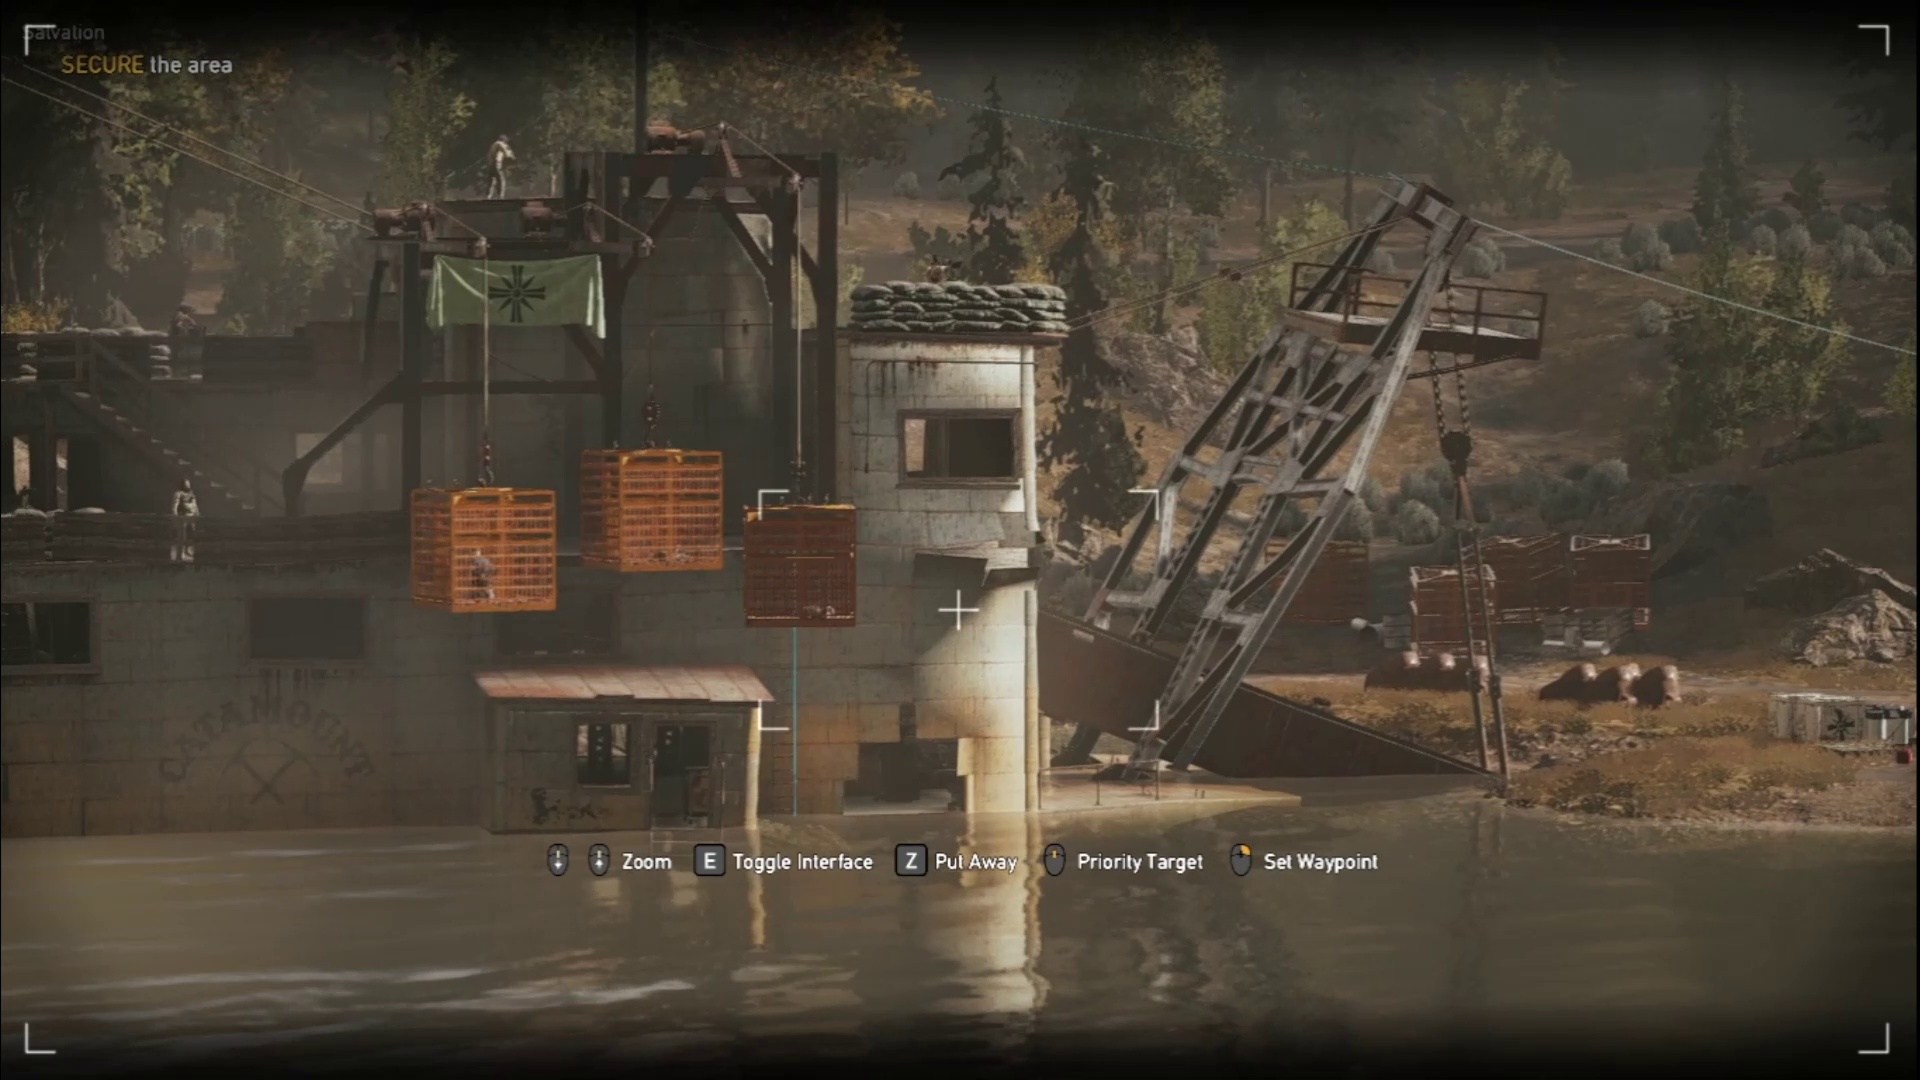 Salvation
SECURE the area
CATAMOUNT
Zoom E Toggle Interface Z Put Away Priority Target Set Waypoint